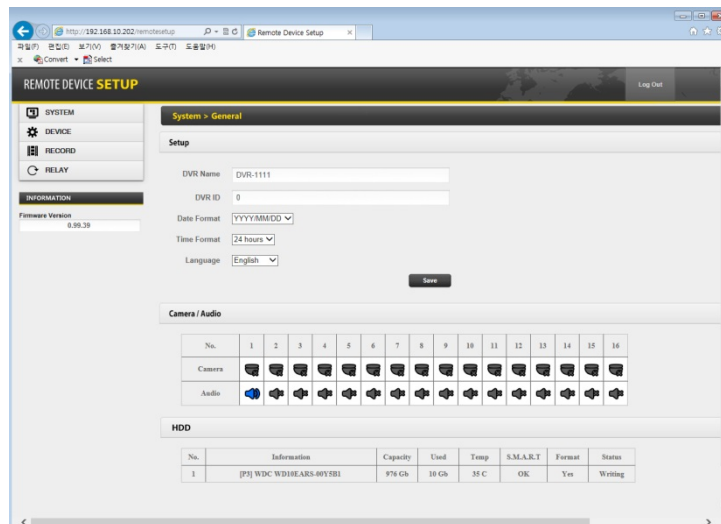 http://192.168.10.202/remotesetup
Remote Device Setup
파일(F) 편집(E) 보기(V) 즐겨찾기(A) 도구(T) 도움말(H)
x Convert Select
REMOTE DEVICE SETUP
Log Out
SYSTEM
DEVICE
RECORD
RELAY
INFORMATION
Firmware Version
0.99.39
System > General
Setup
DVR Name DVR-1111
DVR ID 0
Date Format YYYY/MM/DD
Time Format 24 hours
Language English
Save
Camera / Audio
No. 1 2 3 4 5 6 7 8 9 10 11 12 13 14 15 16
Camera
Audio
HDD
No. Information Capacity Used Temp S.M.A.R.T Format Status
1 [P3] WDC WD10EARS-00Y5B1 976 Gb 10 Gb 35 C OK Yes Writing